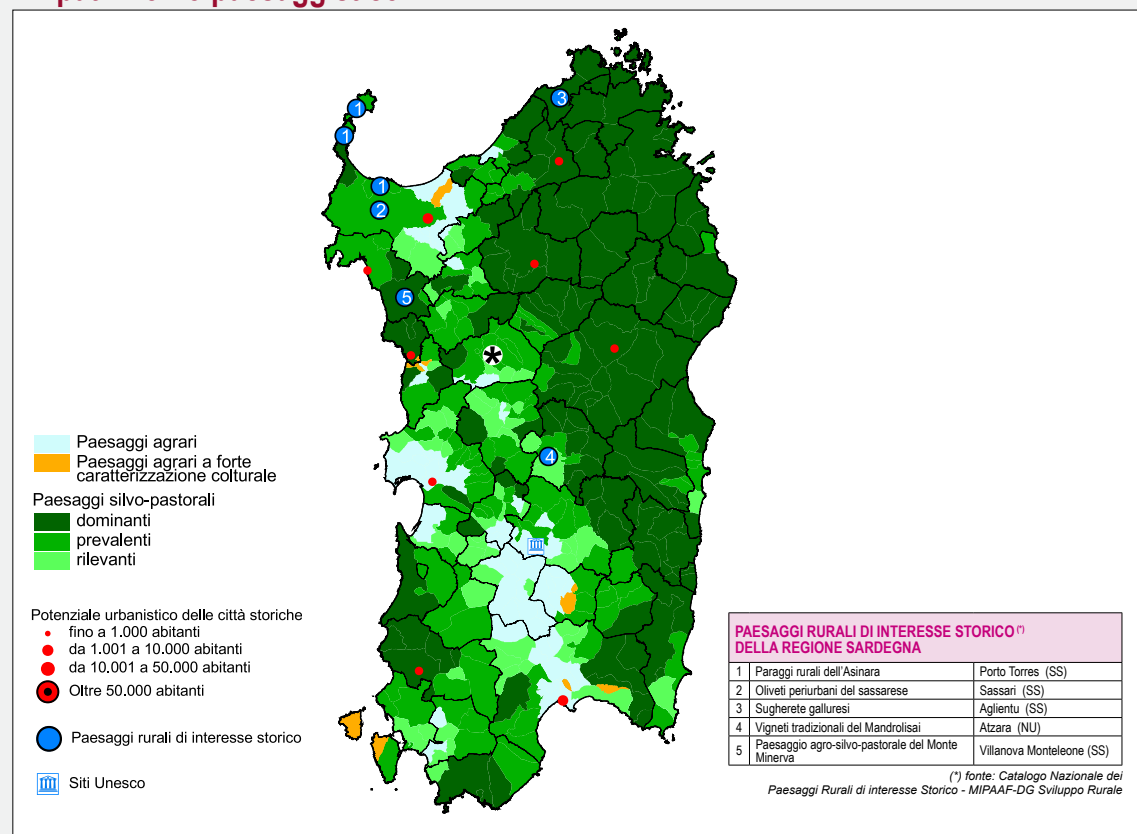 1
3
1
1
2
5
*
4
Paesaggi agrari
Paesaggi agrari a forte
caratterizzazione colturale
Paesaggi silvo-pastorali
dominanti
prevalenti
rilevanti
Potenziale urbanistico delle città storiche
fino a 1.000 abitanti
da 1.001 a 10.000 abitanti
da 10.001 a 50.000 abitanti
Oltre 50.000 abitanti
Paesaggi rurali di interesse storico
Siti Unesco
PAESAGGI RURALI DI INTERESSE STORICO (*)
DELLA REGIONE SARDEGNA
1 Paraggi rurali dell'Asinara Porto Torres (SS)
2 Oliveti periurbani del sassarese Sassari (SS)
3 Sugherete galluresi Aglientu (SS)
4 Vigneti tradizionali del Mandrolisai Atzara (NU)
5 Paesaggio agro-silvo-pastorale del Monte
Minerva Villanova Monteleone (SS)
(*) fonte: Catalogo Nazionale dei
Paesaggi Rurali di interesse Storico - MIPAAF-DG Sviluppo Rurale